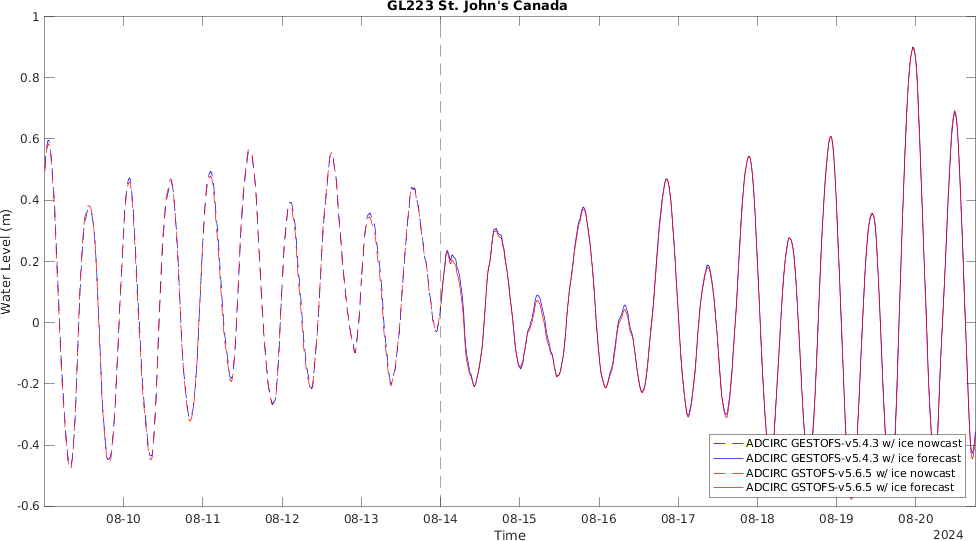 GL223 St. John's Canada
Water Level (m)
1
0.8
0.6
0.4
0.2
0
-0.2
-0.4
-0.6
08-10 08-11 08-12 08-13 08-14 08-15 08-16 08-17 08-18 08-19 08-20
Time
2024
ADCIRC GESTOFS-v5.4.3 w/ ice nowcast
ADCIRC GESTOFS-v5.4.3 w/ ice forecast
ADCIRC GSTOFS-v5.6.5 w/ ice nowcast
ADCIRC GSTOFS-v5.6.5 w/ ice forecast